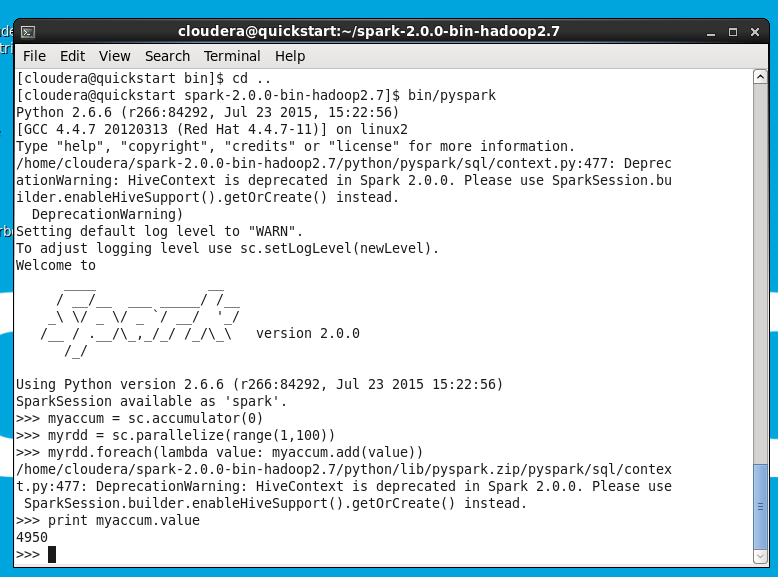 cloudera@quickstart:~/spark-2.0.0-bin-hadoop2.7
File Edit View Search Terminal Help
[cloudera@quickstart bin]$ cd ..
[cloudera@quickstart spark-2.0.0-bin-hadoop2.7]$ bin/pyspark
Python 2.6.6 (r266:84292, Jul 23 2015, 15:22:56)
[GCC 4.4.7 20120313 (Red Hat 4.4.7-11)] on linux2
Type "help", "copyright", "credits" or "license" for more information.
/home/cloudera/spark-2.0.0-bin-hadoop2.7/python/pyspark/sql/context.py:477: Deprec
ationWarning: HiveContext is deprecated in Spark 2.0.0. Please use SparkSession.bu
ilder.enableHiveSupport().getOrCreate() instead.
  DeprecationWarning)
Setting default log level to "WARN".
To adjust logging level use sc.setLogLevel(newLevel).
Welcome to
      ____              __
     / __/__  ___ _____/ /__
    _\ \/ _ \/ _ `/ __/  '_/
   /__ / .__/\_,_/_/ /_/\_\   version 2.0.0
      /_/
Using Python version 2.6.6 (r266:84292, Jul 23 2015 15:22:56)
SparkSession available as 'spark'.
>>> myaccum = sc.accumulator(0)
>>> myrdd = sc.parallelize(range(1,100))
>>> myrdd.foreach(lambda value: myaccum.add(value))
/home/cloudera/spark-2.0.0-bin-hadoop2.7/python/lib/pyspark.zip/pyspark/sql/contex
t.py:477: DeprecationWarning: HiveContext is deprecated in Spark 2.0.0. Please use
 SparkSession.builder.enableHiveSupport().getOrCreate() instead.
>>> print myaccum.value
4950
>>>